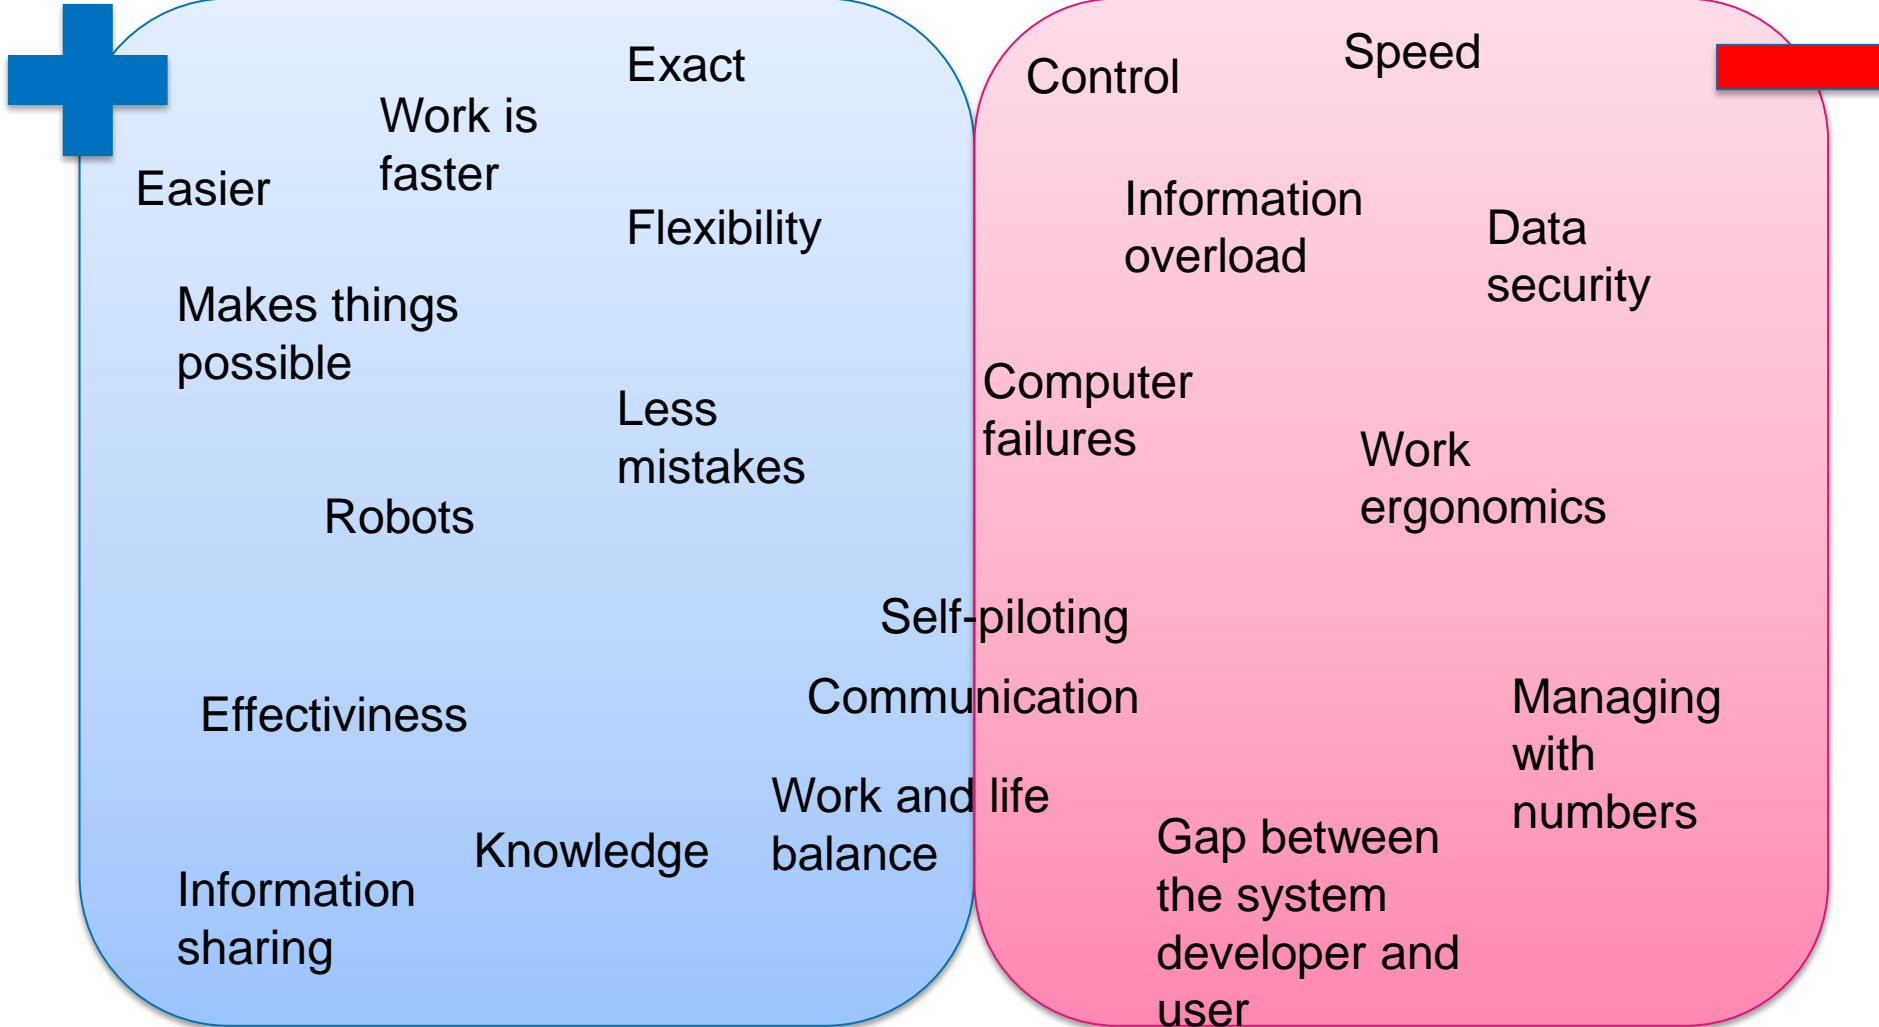 Exact
Work is
faster
Easier
Flexibility
Makes things
possible
Less
mistakes
Robots
Effectiviness
Knowledge
Information
sharing
Self-piloting
Communication
Work and life
balance
Control
Speed
Information
overload
Data
security
Computer
failures
Work
ergonomics
Managing
with
numbers
Gap between
the system
developer and
user